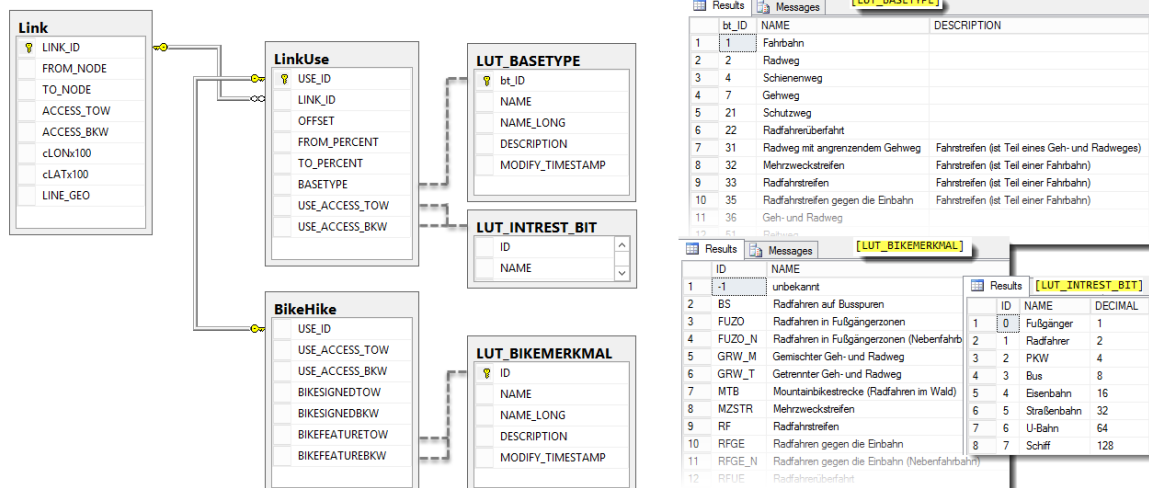 Link
LINK_ID
FROM_NODE
TO_NODE
ACCESS_TOW
ACCESS_BKW
cLONx100
cLATx100
LINE_GEO
LinkUse
USE_ID
LINK_ID
OFFSET
FROM_PERCENT
TO_PERCENT
BASETYPE
USE_ACCESS_TOW
USE_ACCESS_BKW
LUT_BASETYPE
bt_ID
NAME
NAME_LONG
DESCRIPTION
MODIFY_TIMESTAMP
LUT_INTREST_BIT
ID
NAME
BikeHike
USE_ID
USE_ACCESS_TOW
USE_ACCESS_BKW
BIKESIGNEDTOW
BIKESIGNEDBKW
BIKEFEATURETOW
BIKEFEATUREBKW
LUT_BIKEMERKMAL
ID
NAME
NAME_LONG
DESCRIPTION
MODIFY_TIMESTAMP
Results Messages [LUT_BASETYPE]
bt_ID NAME DESCRIPTION
1 1 Fahrbahn
2 2 Radweg
3 4 Schienenweg
4 7 Gehweg
5 21 Schutzweg
6 22 Radfahrerüberfahrt
7 31 Radweg mit angrenzendem Gehweg Fahrstreifen (ist Teil eines Geh- und Radweges)
8 32 Mehrzweckstreifen Fahrstreifen (ist Teil einer Fahrbahn)
9 33 Radfahrstreifen Fahrstreifen (ist Teil einer Fahrbahn)
10 35 Radfahrstreifen gegen die Einbahn Fahrstreifen (ist Teil einer Fahrbahn)
11 36 Geh- und Radweg
12 51 Reitweg
Results Messages [LUT_BIKEMERKMAL]
ID NAME
1 -1 unbekannt
2 BS Radfahren auf Busspuren
3 FUZO Radfahren in Fußgängerzonen
4 FUZO_N Radfahren in Fußgängerzonen (Nebenfahrb
5 GRW_M Gemischter Geh- und Radweg
6 GRW_T Getrennter Geh- und Radweg
7 MTB Mountainbikestrecke (Radfahren im Wald)
8 MZSTR Mehrzweckstreifen
9 RF Radfahrstreifen
10 RFGE Radfahren gegen die Einbahn
11 RFGE_N Radfahren gegen die Einbahn (Nebenfahrbahn)
12 RFUE Radfahrerüberfahrt
Results [LUT_INTREST_BIT]
ID NAME DECIMAL
1 0 Fußgänger 1
2 1 Radfahrer 2
3 2 PKW 4
4 3 Bus 8
5 4 Eisenbahn 16
6 5 Straßenbahn 32
7 6 U-Bahn 64
8 7 Schiff 128